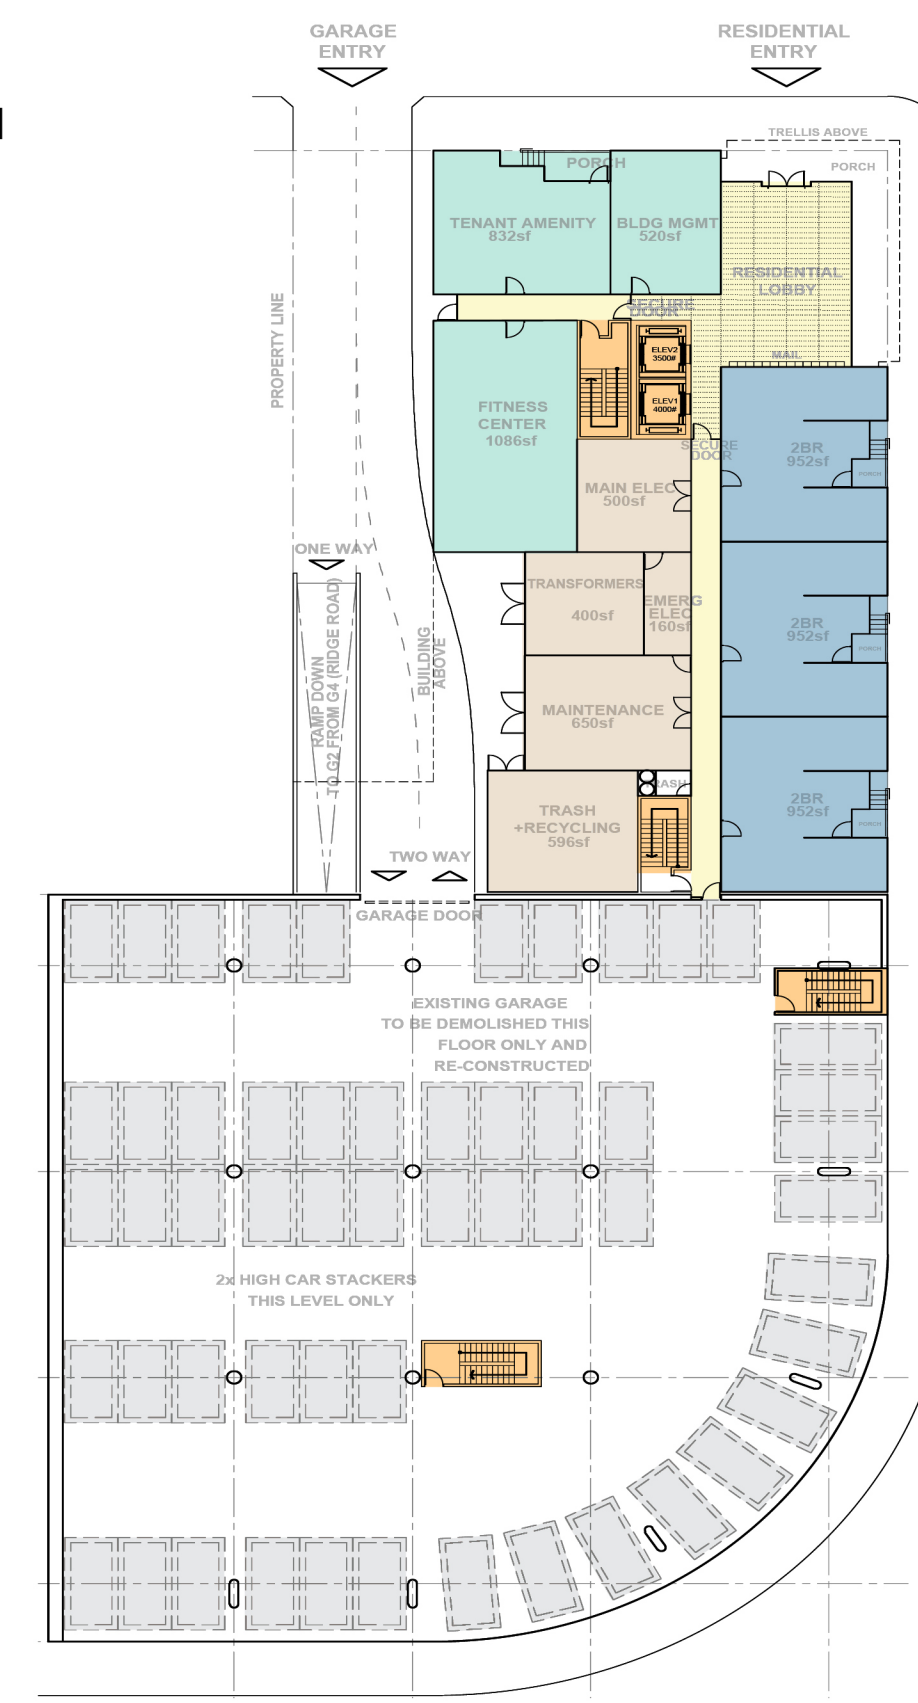 GARAGE
ENTRY
RESIDENTIAL
ENTRY
TRELLIS ABOVE
PORCH
PORCH
TENANT AMENITY
832sf
BLDG MGMT
520sf
RESIDENTIAL
LOBBY
PROPERTY LINE
SECURE
DOOR
ELEV2
3500#
MAIL
ELEV1
4000#
FITNESS
CENTER
1086sf
SECURE
DOOR
2BR
952sf
PORCH
MAIN ELEC
500sf
ONE WAY
TRANSFORMERS
400sf
EMERG
ELEC
160sf
2BR
952sf
PORCH
BUILDING
ABOVE
RAMP DOWN
TO G2 FROM G4 (RIDGE ROAD)
MAINTENANCE
650sf
TRASH
2BR
952sf
PORCH
TRASH
+RECYCLING
596sf
TWO WAY
GARAGE DOOR
EXISTING GARAGE
TO BE DEMOLISHED THIS
FLOOR ONLY AND
RE-CONSTRUCTED
2x HIGH CAR STACKERS
THIS LEVEL ONLY